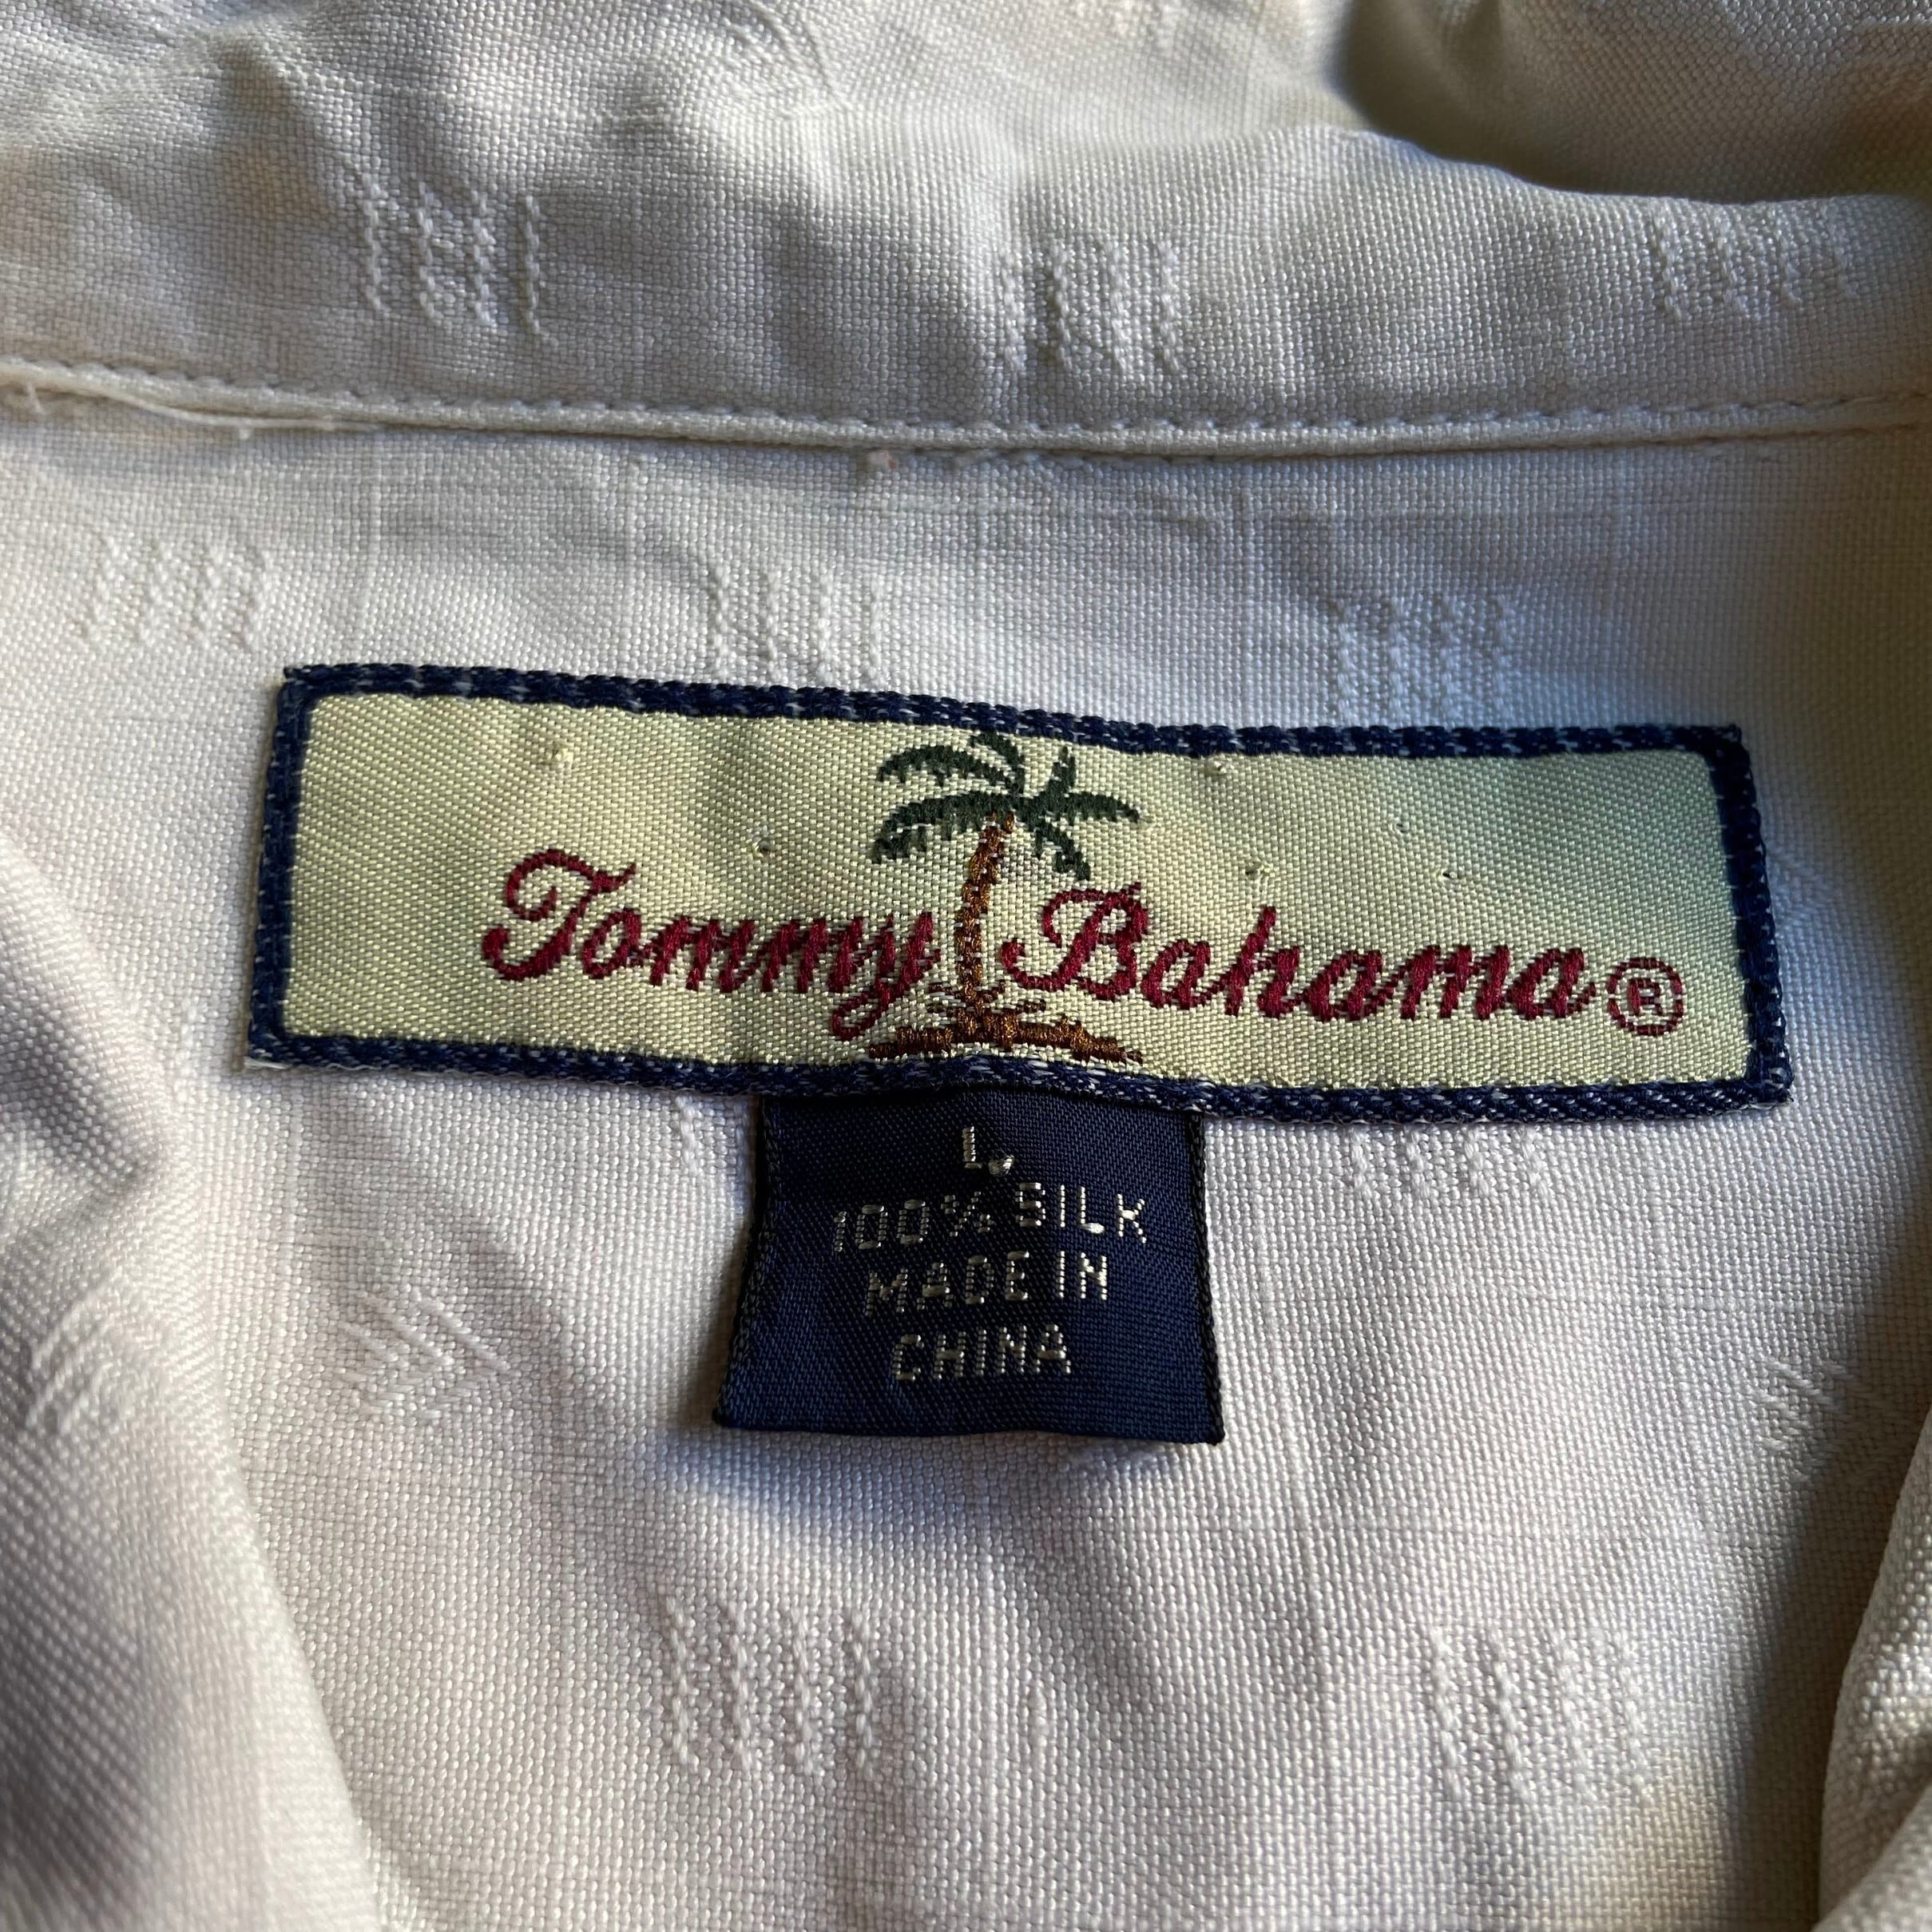 Tommy Bahama®
L
100% SILK
MADE IN
CHINA